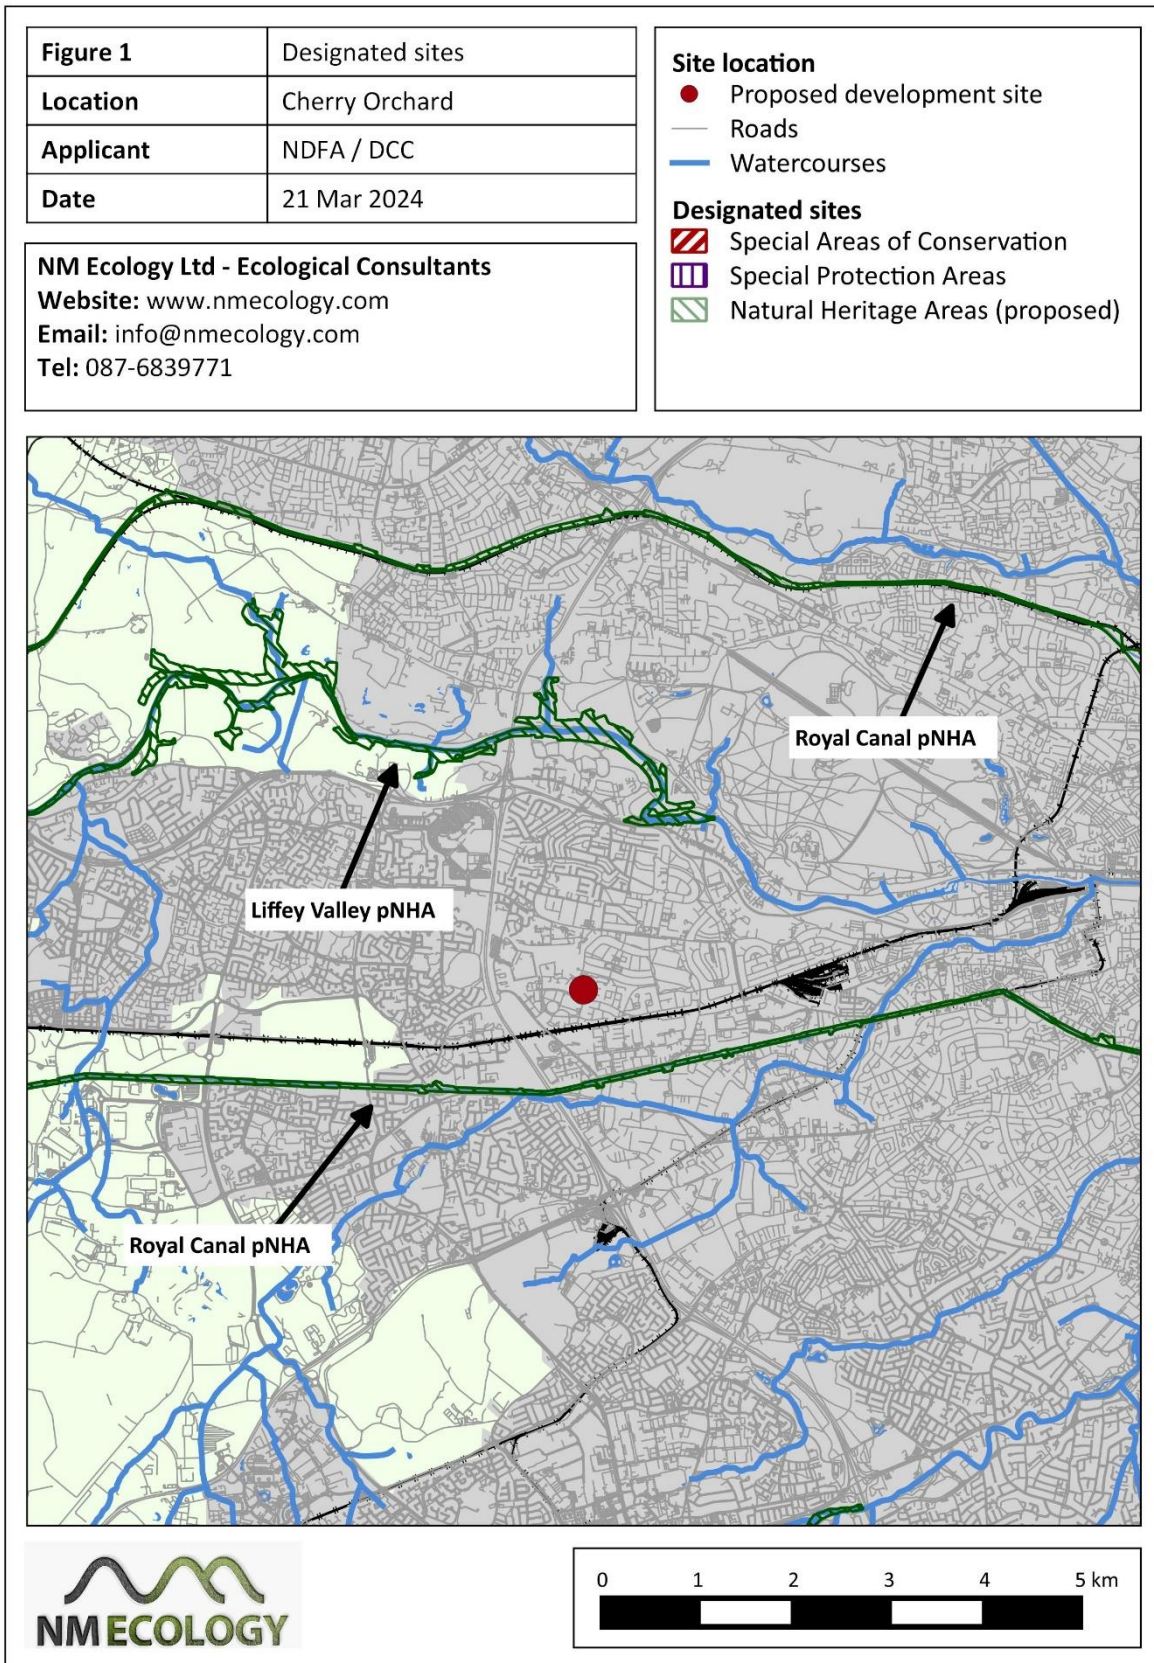 Figure 1 Designated sites
Location Cherry Orchard
Applicant NDFA / DCC
Date 21 Mar 2024
NM Ecology Ltd - Ecological Consultants
Website: www.nmecology.com
Email: info@nmecology.com
Tel: 087-6839771
Site location
Proposed development site
Roads
Watercourses
Designated sites
Special Areas of Conservation
Special Protection Areas
Natural Heritage Areas (proposed)
Royal Canal pNHA
Liffey Valley pNHA
Royal Canal pNHA
NMECOLOGY
0 1 2 3 4 5 km